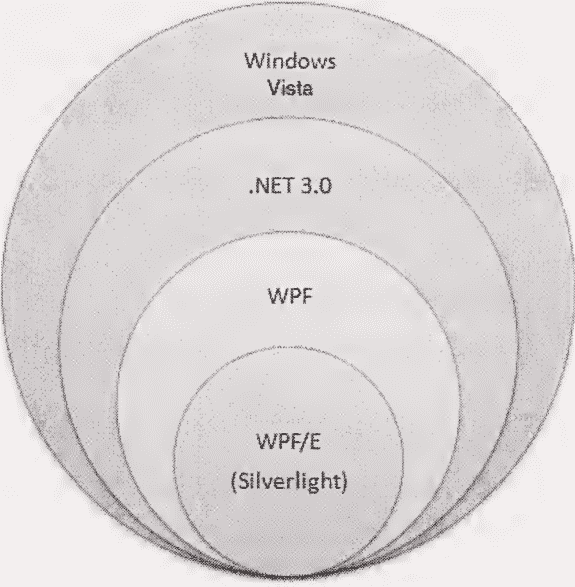 Windows
Vista
.NET 3.0
WPF
WPF/E
(Silverlight)